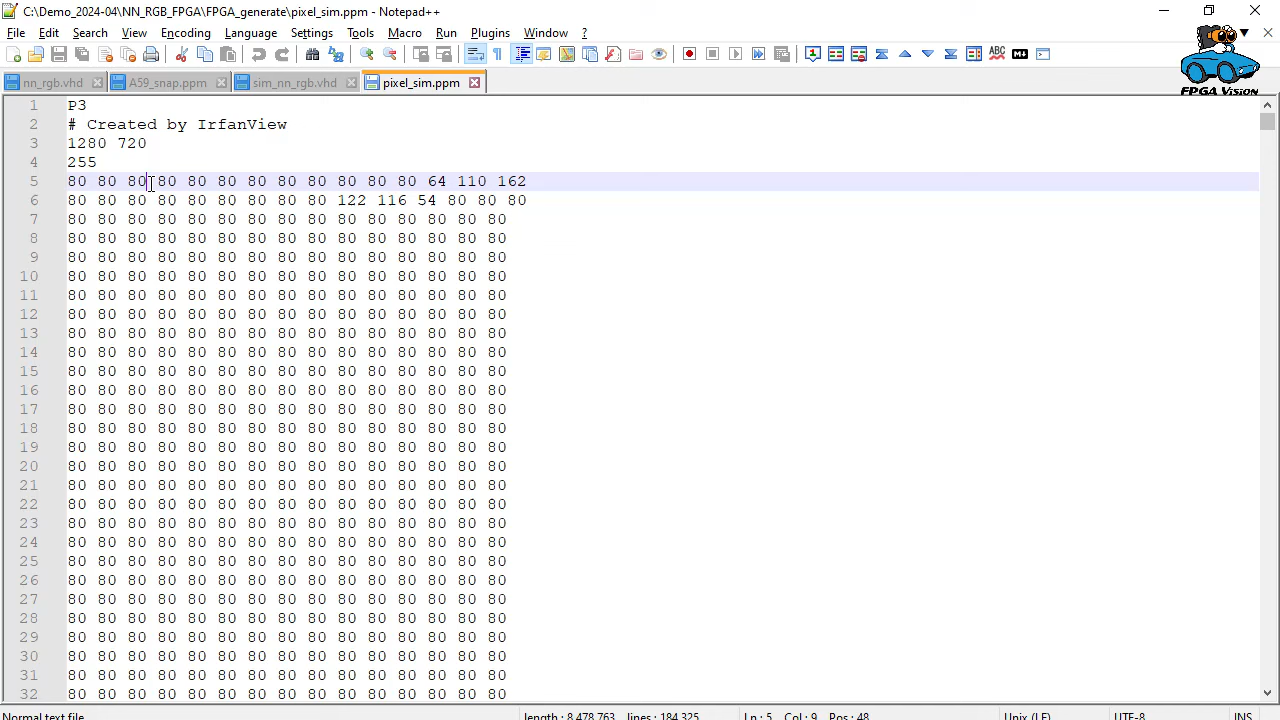 C:\Demo_2024-04\NN_RGB_FPGA\FPGA_generate\pixel_sim.ppm - Notepad++
File Edit Search View Encoding Language Settings Tools Macro Run Plugins Window ?
FPGA Vision
nn_rgb.vhd A59_snap.ppm sim_nn_rgb.vhd pixel_sim.ppm
1 P3
2 # Created by IrfanView
3 1280 720
4 255
5 80 80 80 80 80 80 80 80 80 80 80 80 64 110 162
6 80 80 80 80 80 80 80 80 80 122 116 54 80 80 80
7 80 80 80 80 80 80 80 80 80 80 80 80 80 80 80
8 80 80 80 80 80 80 80 80 80 80 80 80 80 80 80
9 80 80 80 80 80 80 80 80 80 80 80 80 80 80 80
10 80 80 80 80 80 80 80 80 80 80 80 80 80 80 80
11 80 80 80 80 80 80 80 80 80 80 80 80 80 80 80
12 80 80 80 80 80 80 80 80 80 80 80 80 80 80 80
13 80 80 80 80 80 80 80 80 80 80 80 80 80 80 80
14 80 80 80 80 80 80 80 80 80 80 80 80 80 80 80
15 80 80 80 80 80 80 80 80 80 80 80 80 80 80 80
16 80 80 80 80 80 80 80 80 80 80 80 80 80 80 80
17 80 80 80 80 80 80 80 80 80 80 80 80 80 80 80
18 80 80 80 80 80 80 80 80 80 80 80 80 80 80 80
19 80 80 80 80 80 80 80 80 80 80 80 80 80 80 80
20 80 80 80 80 80 80 80 80 80 80 80 80 80 80 80
21 80 80 80 80 80 80 80 80 80 80 80 80 80 80 80
22 80 80 80 80 80 80 80 80 80 80 80 80 80 80 80
23 80 80 80 80 80 80 80 80 80 80 80 80 80 80 80
24 80 80 80 80 80 80 80 80 80 80 80 80 80 80 80
25 80 80 80 80 80 80 80 80 80 80 80 80 80 80 80
26 80 80 80 80 80 80 80 80 80 80 80 80 80 80 80
27 80 80 80 80 80 80 80 80 80 80 80 80 80 80 80
28 80 80 80 80 80 80 80 80 80 80 80 80 80 80 80
29 80 80 80 80 80 80 80 80 80 80 80 80 80 80 80
30 80 80 80 80 80 80 80 80 80 80 80 80 80 80 80
31 80 80 80 80 80 80 80 80 80 80 80 80 80 80 80
32 80 80 80 80 80 80 80 80 80 80 80 80 80 80 80
Normal text file length : 8,478,763 lines : 184,325 Ln : 5 Col : 9 Pos : 48 Unix (LF) UTF-8 INS